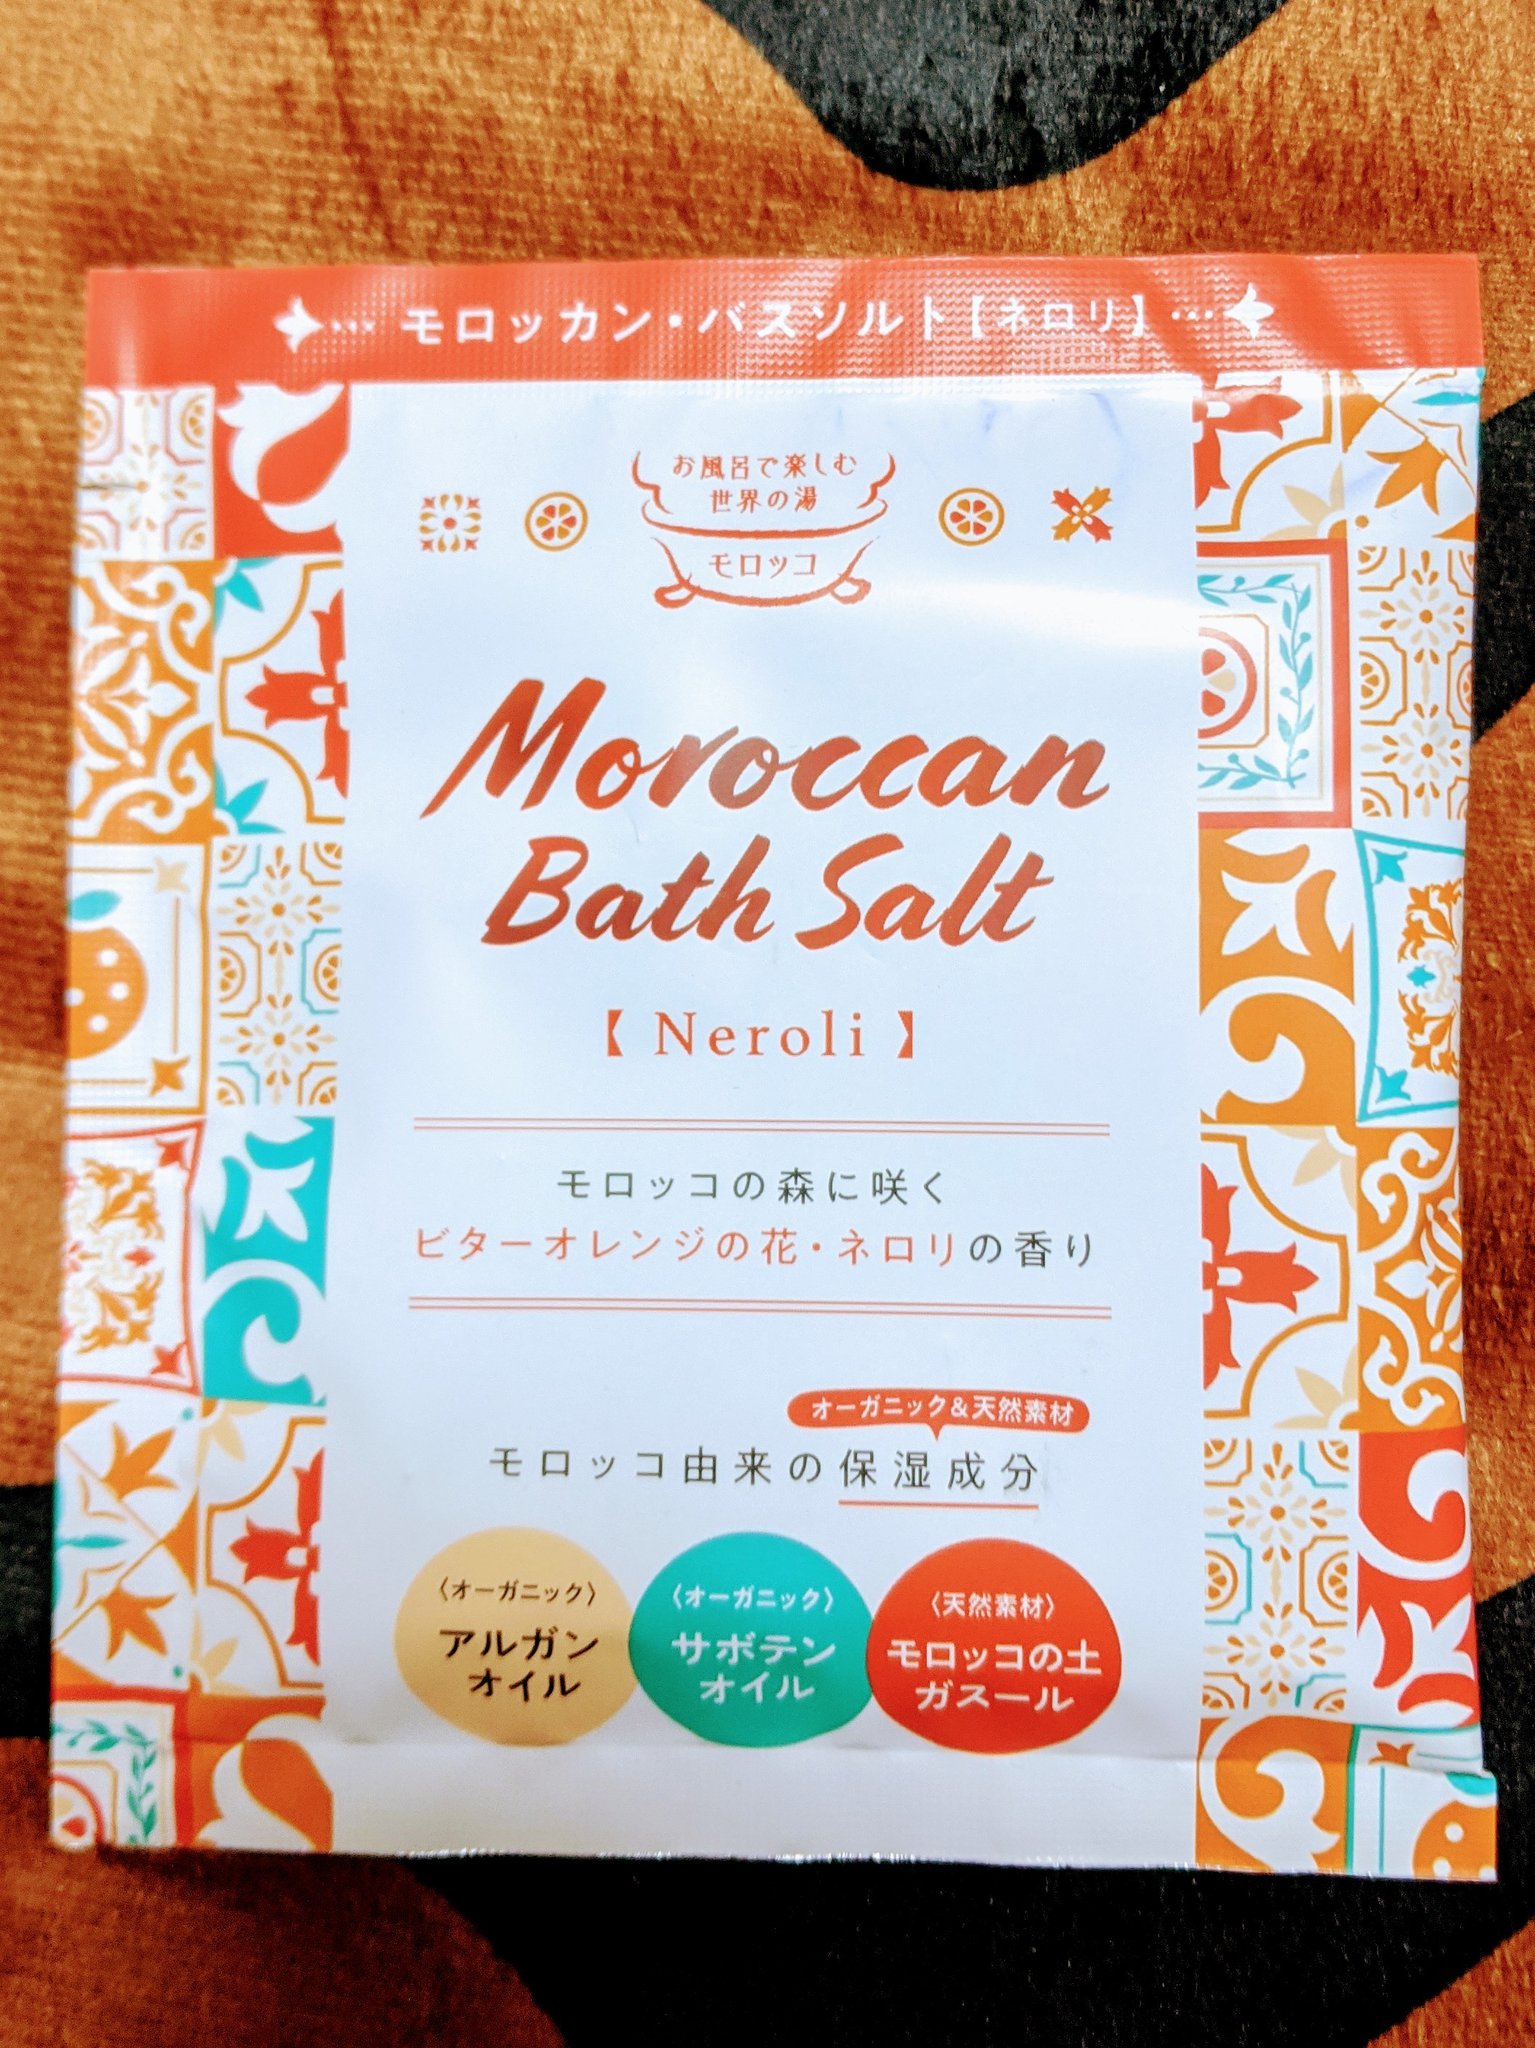 モロッカン・バスソルト【ネロリ】
お風呂で楽しむ
世界の湯
モロッコ
Moroccan
Bath Salt
【 Neroli 】
モロッコの森に咲く
ビターオレンジの花・ネロリの香り
オーガニック&天然素材
モロッコ由来の保湿成分
〈オーガニック〉
アルガン
オイル
〈オーガニック〉
サボテン
オイル
〈天然素材〉
モロッコの土
ガスール